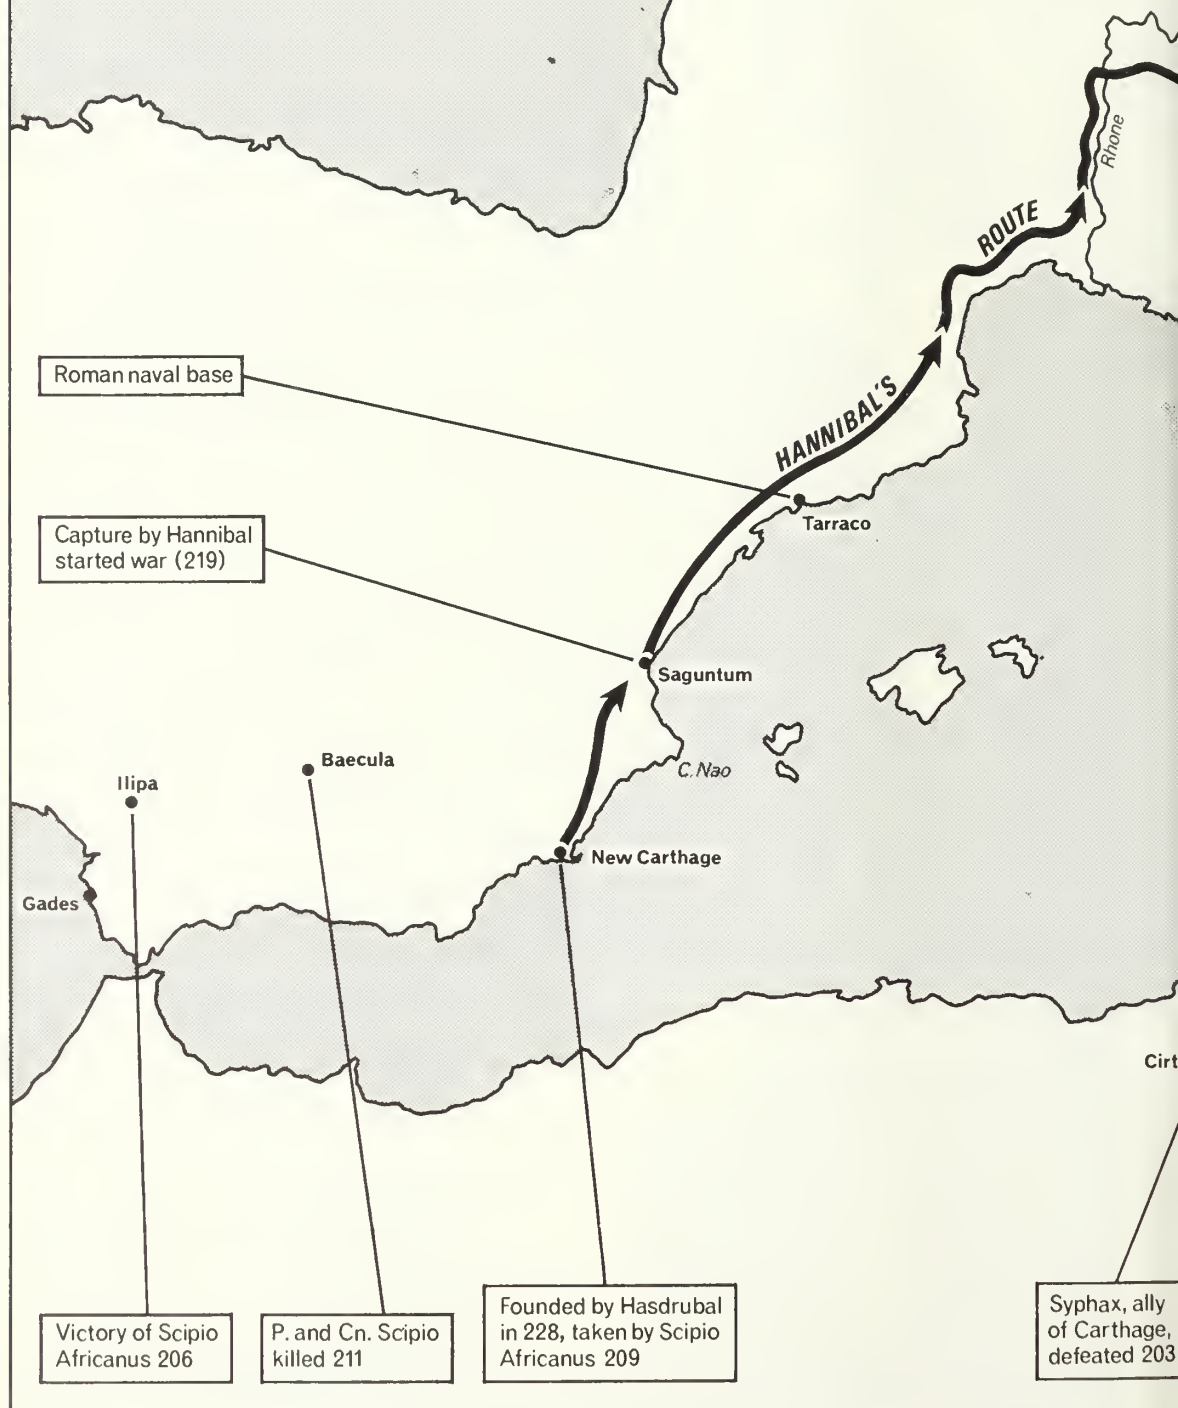 Rhone
HANNIBAL'S ROUTE
Roman naval base
Tarraco
Capture by Hannibal
started war (219)
Saguntum
Baecula
Ilipa
C. Nao
New Carthage
Gades
Cirt
Victory of Scipio
Africanus 206
P. and Cn. Scipio
killed 211
Founded by Hasdrubal
in 228, taken by Scipio
Africanus 209
Syphax, ally
of Carthage,
defeated 203